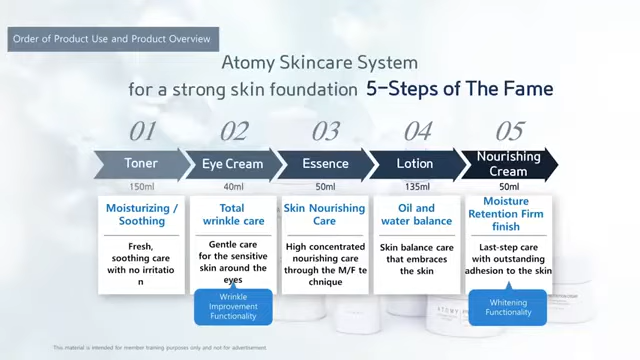 Order of Product Use and Product Overview
Atomy Skincare System
for a strong skin foundation 5-Steps of The Fame
01 02 03 04 05
Toner Eye Cream Essence Lotion Nourishing Cream
150ml 40ml 50ml 135ml 50ml
Moisturizing /
Soothing
Fresh,
soothing care
with no irritatio
n
Total
wrinkle care
Gentle care
for the sensitive
skin around the
eyes
Wrinkle
Improvement
Functionality
Skin Nourishing
Care
High concentrated
nourishing care
through the M/F te
chnique
Oil and
water balance
Skin balance care
that embraces
the skin
Moisture
Retention Firm
finish
Last-step care
with outstanding
adhesion to the skin
Whitening
Functionality
ATOMY
This material is intended for member training purposes only and not for advertisement.